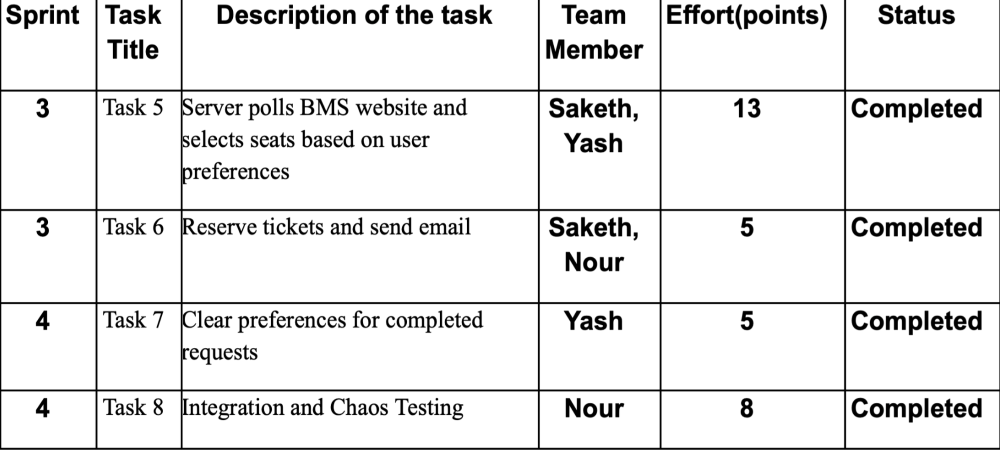 Sprint Task Title Description of the task Team Member Effort(points) Status
3 Task 5 Server polls BMS website and selects seats based on user preferences Saketh, Yash 13 Completed
3 Task 6 Reserve tickets and send email Saketh, Nour 5 Completed
4 Task 7 Clear preferences for completed requests Yash 5 Completed
4 Task 8 Integration and Chaos Testing Nour 8 Completed